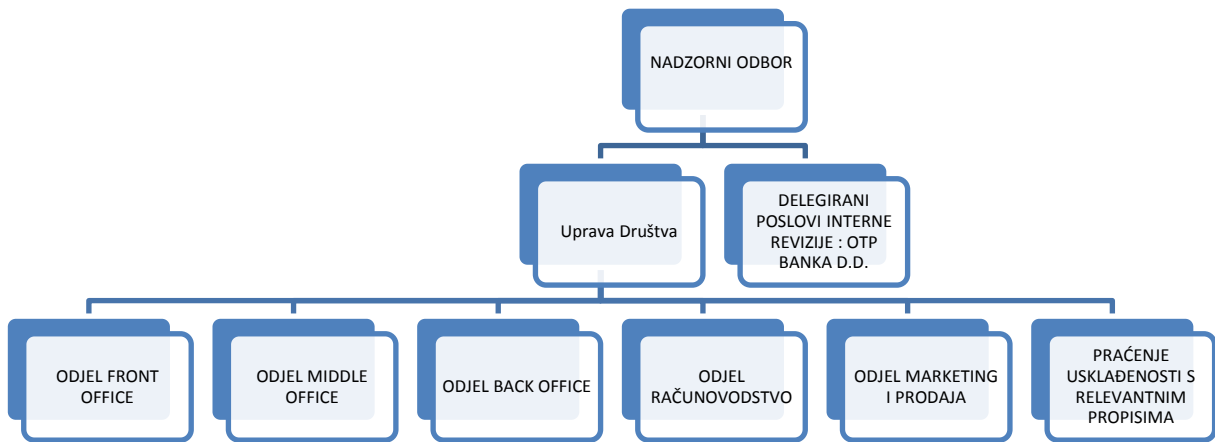 NADZORNI ODBOR
Uprava Društva
DELEGIRANI
POSLOVI INTERNE
REVIZIJE : OTP
BANKA D.D.
ODJEL FRONT
OFFICE
ODJEL MIDDLE
OFFICE
ODJEL BACK OFFICE
ODJEL
RAČUNOVODSTVO
ODJEL MARKETING
I PRODAJA
PRAĆENJE
USKLAĐENOSTI S
RELEVANTNIM
PROPISIMA